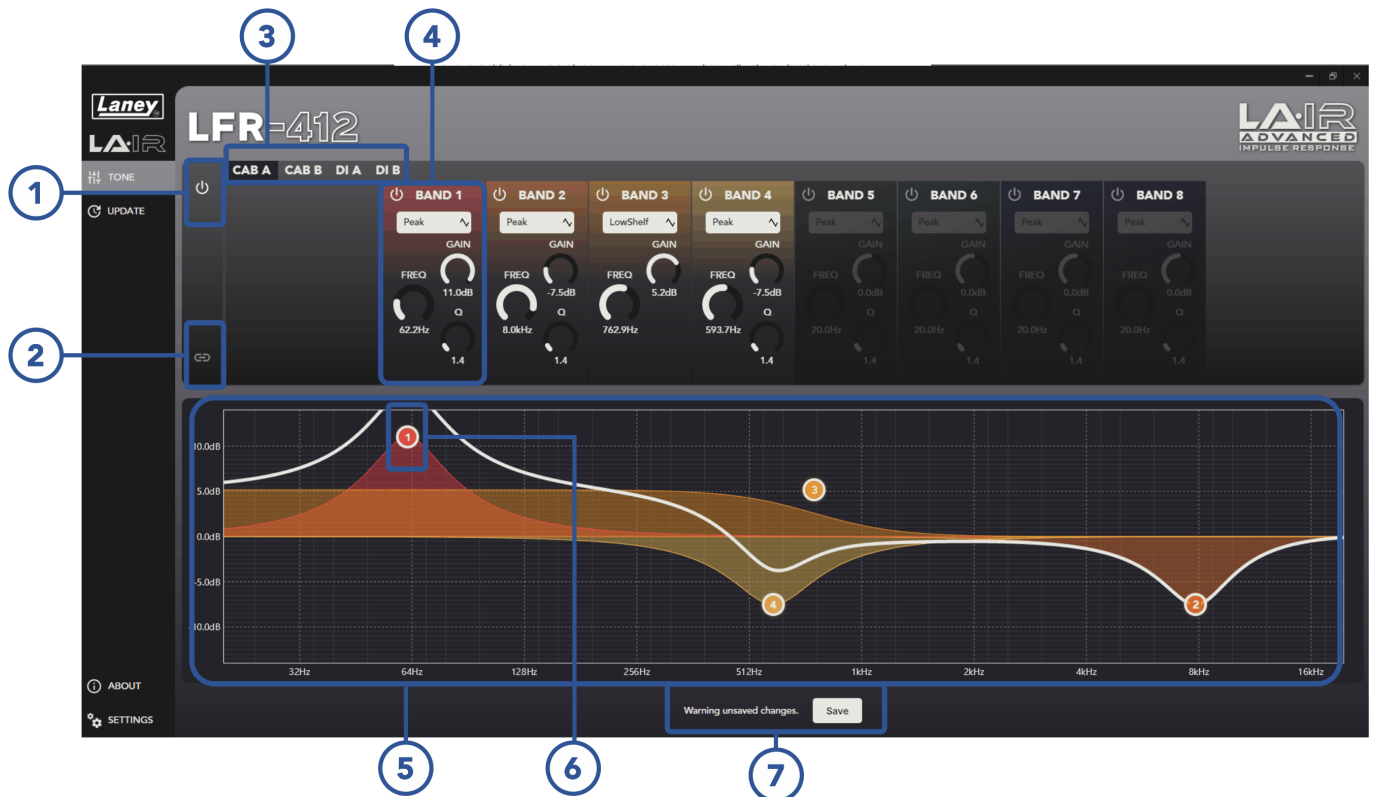 3
4
Laney
LA·IR
LFR-412
LA·IR
ADVANCED
IMPULSE RESPONSE
TONE
UPDATE
1
2
CAB A CAB B DI A DI B
BAND 1 BAND 2 BAND 3 BAND 4 BAND 5 BAND 6 BAND 7 BAND 8
Peak Peak LowShelf Peak Peak Peak Peak Peak
GAIN GAIN GAIN GAIN GAIN GAIN GAIN GAIN
FREQ FREQ FREQ FREQ FREQ FREQ FREQ FREQ
11.0dB -7.5dB 5.2dB -7.5dB 0.0dB 0.0dB 0.0dB 0.0dB
Q Q Q Q Q Q Q
62.2Hz 8.0kHz 762.9Hz 593.7Hz 20.0Hz 20.0Hz 20.0Hz 20.0Hz
1.4 1.4 1.4 1.4 1.4 1.4 1.4
10.0dB
5.0dB
0.0dB
-5.0dB
-10.0dB
1
3
4
2
32Hz 64Hz 128Hz 256Hz 512Hz 1kHz 2kHz 4kHz 8kHz 16kHz
ABOUT
SETTINGS
Warning unsaved changes. Save
5
6
7